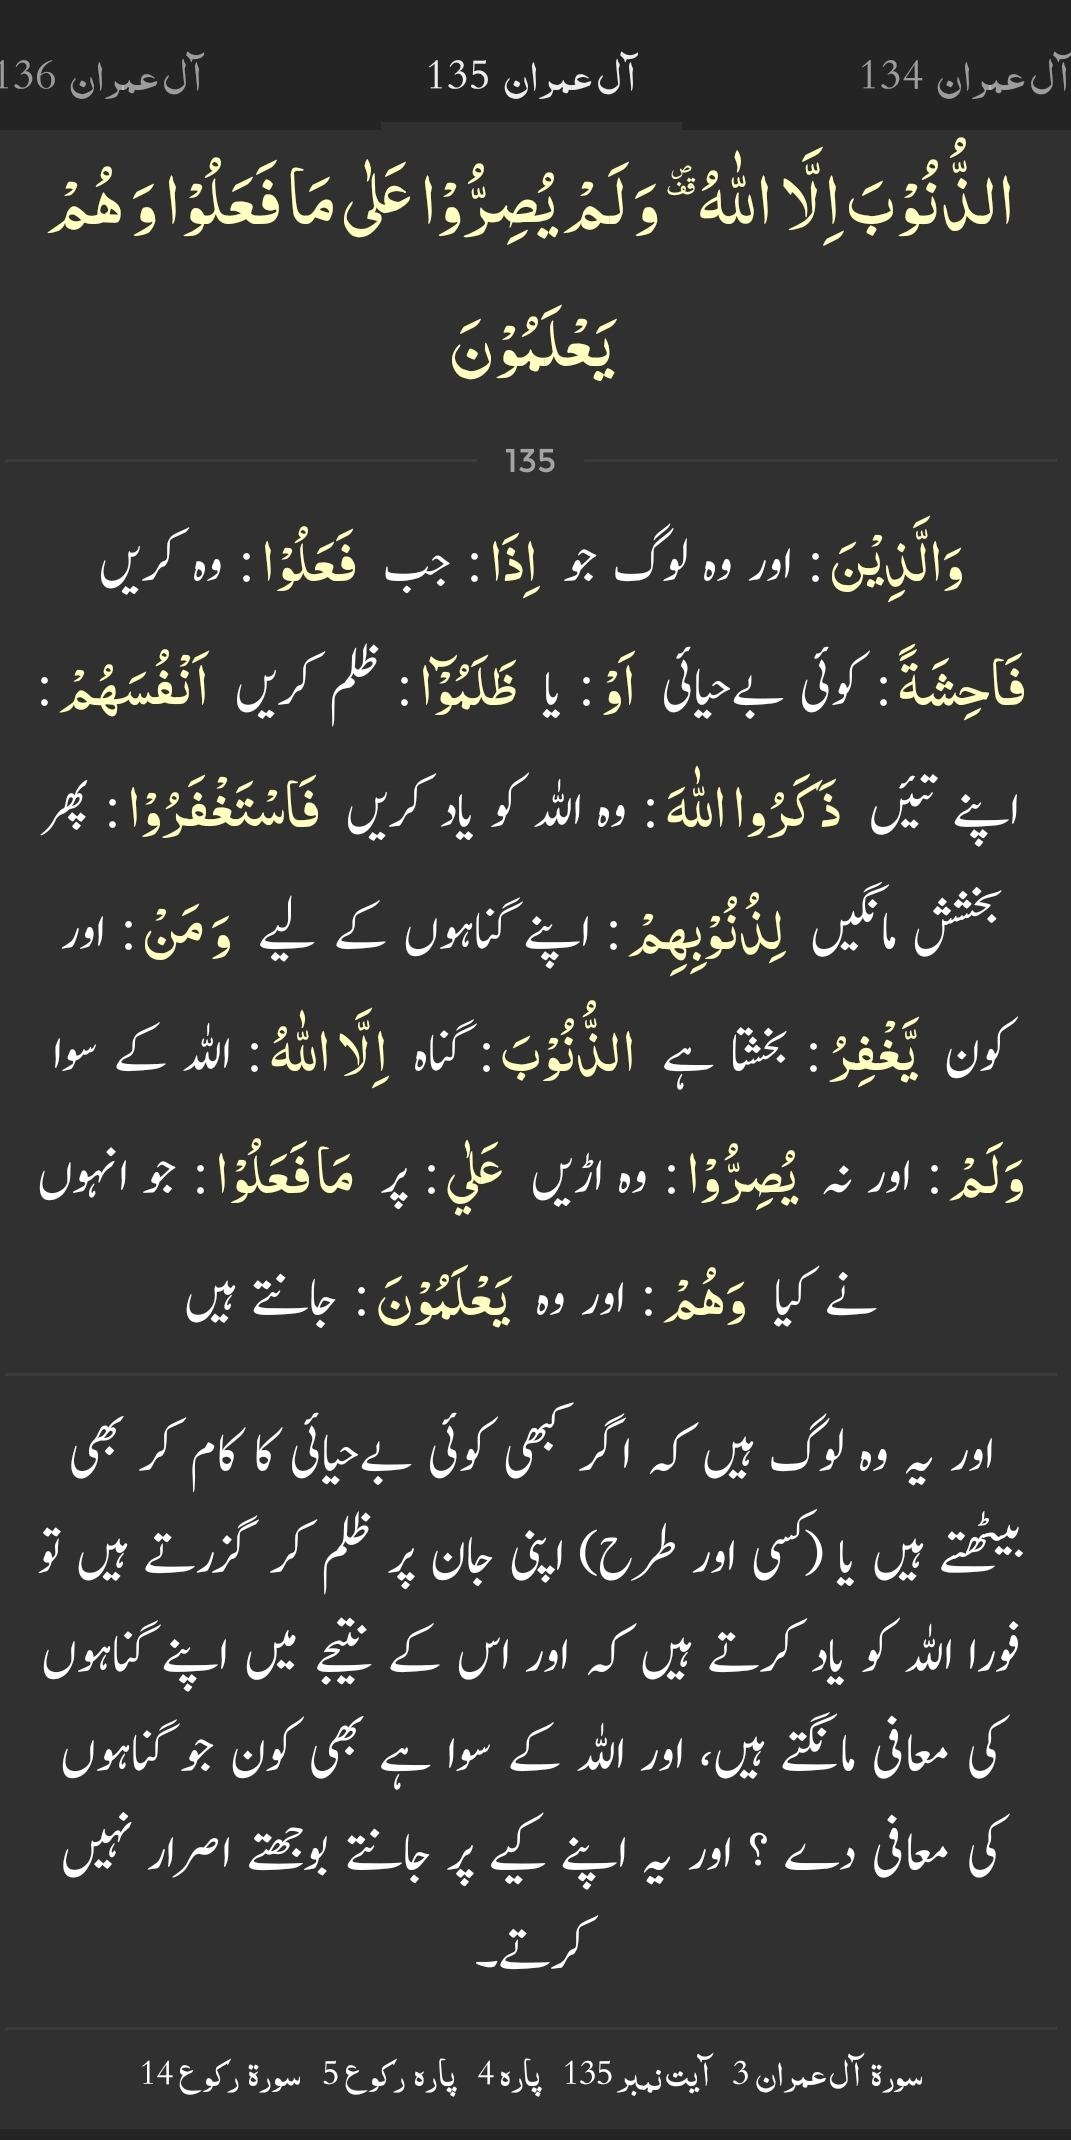 آل عمران 134 آل عمران 135 آل عمران 136
الذُّنُوْبَ اِلَّا اللّٰهُ ۪۫ وَ لَمْ یُصِرُّوْا عَلٰى مَا فَعَلُوْا وَ هُمْ
یَعْلَمُوْنَ
135
وَالَّذِيْنَ : اور وہ لوگ جو اِذَا : جب فَعَلُوْا : وہ کریں
فَاحِشَةً : کوئی بےحیائی اَوْ : یا ظَلَمُوْٓا : ظلم کریں اَنْفُسَھُمْ :
اپنے تئیں ذَكَرُوا اللّٰهَ : وہ اللہ کو یاد کریں فَاسْتَغْفَرُوْا : پھر
بخشش مانگیں لِذُنُوْبِھِمْ : اپنے گناہوں کے لیے وَ مَنْ : اور
کون يَّغْفِرُ : بخشتا ہے الذُّنُوْبَ : گناہ اِلَّا اللّٰهُ : اللہ کے سوا
وَلَمْ : اور نہ يُصِرُّوْا : وہ اڑیں عَلٰي : پر مَا فَعَلُوْا : جو انہوں
نے کیا وَھُمْ : اور وہ يَعْلَمُوْنَ : جانتے ہیں
اور یہ وہ لوگ ہیں کہ اگر کبھی کوئی بےحیائی کا کام کر بھی
بیٹھتے ہیں یا (کسی اور طرح) اپنی جان پر ظلم کر گزرتے ہیں تو
فورا اللہ کو یاد کرتے ہیں کہ اور اس کے نتیجے میں اپنے گناہوں
کی معافی مانگتے ہیں، اور اللہ کے سوا ہے بھی کون جو گناہوں
کی معافی دے ؟ اور یہ اپنے کیے پر جانتے بوجھتے اصرار نہیں
کرتے۔
سورۃ آل عمران 3 آیت نمبر 135 پارہ 4 پارہ رکوع 5 سورۃ رکوع 14